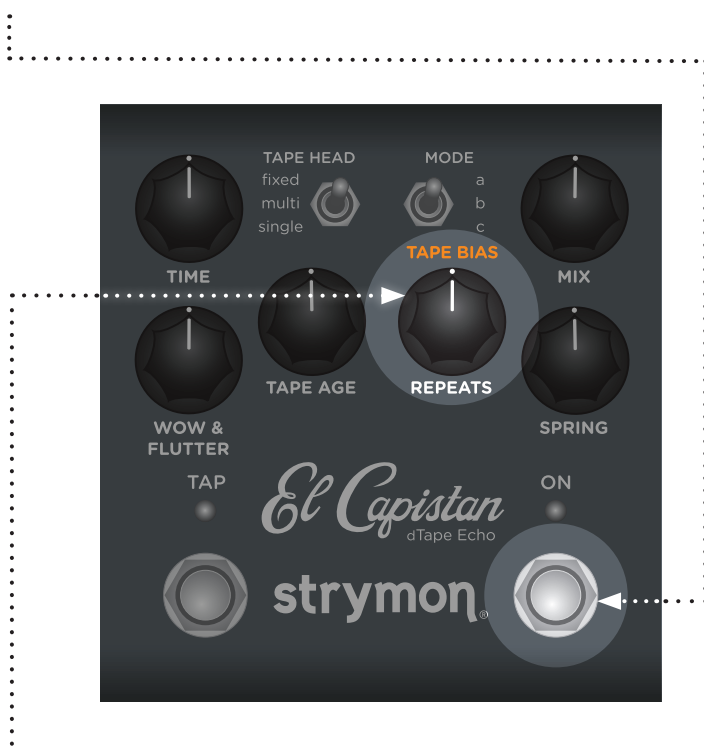 TAPE HEAD
MODE
fixed
multi
single
a
b
c
TAPE BIAS
TIME
MIX
TAPE AGE
REPEATS
WOW &
FLUTTER
SPRING
TAP
ON
El Capistan
dTape Echo
strymon®